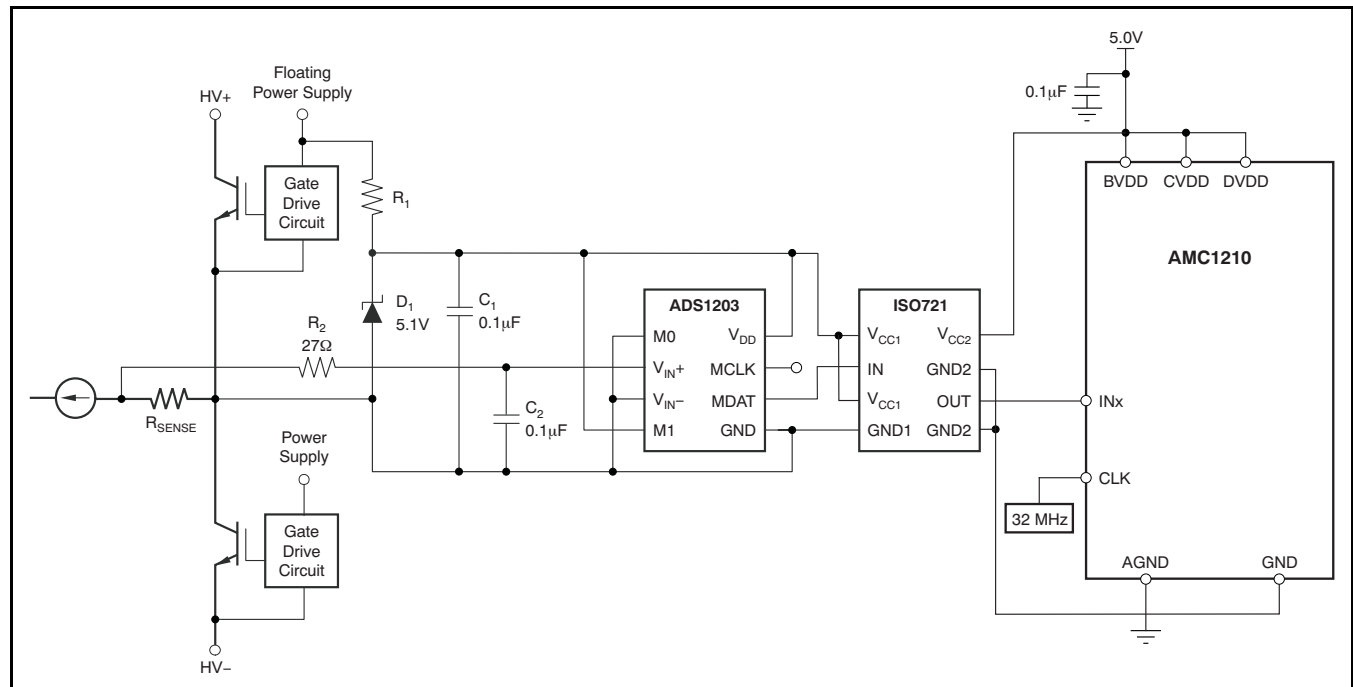 5.0V
0.1µF
Floating
Power Supply
HV+
Gate
Drive
Circuit
R1
BVDD CVDD DVDD
AMC1210
D1
5.1V
C1
0.1µF
ADS1203
M0
VIN+
VIN−
M1
VDD
MCLK
MDAT
GND
ISO721
VCC1
IN
VCC1
GND1
VCC2
GND2
OUT
GND2
R2
27Ω
C2
0.1µF
RSENSE
INx
CLK
32 MHz
AGND
GND
Power
Supply
Gate
Drive
Circuit
HV−